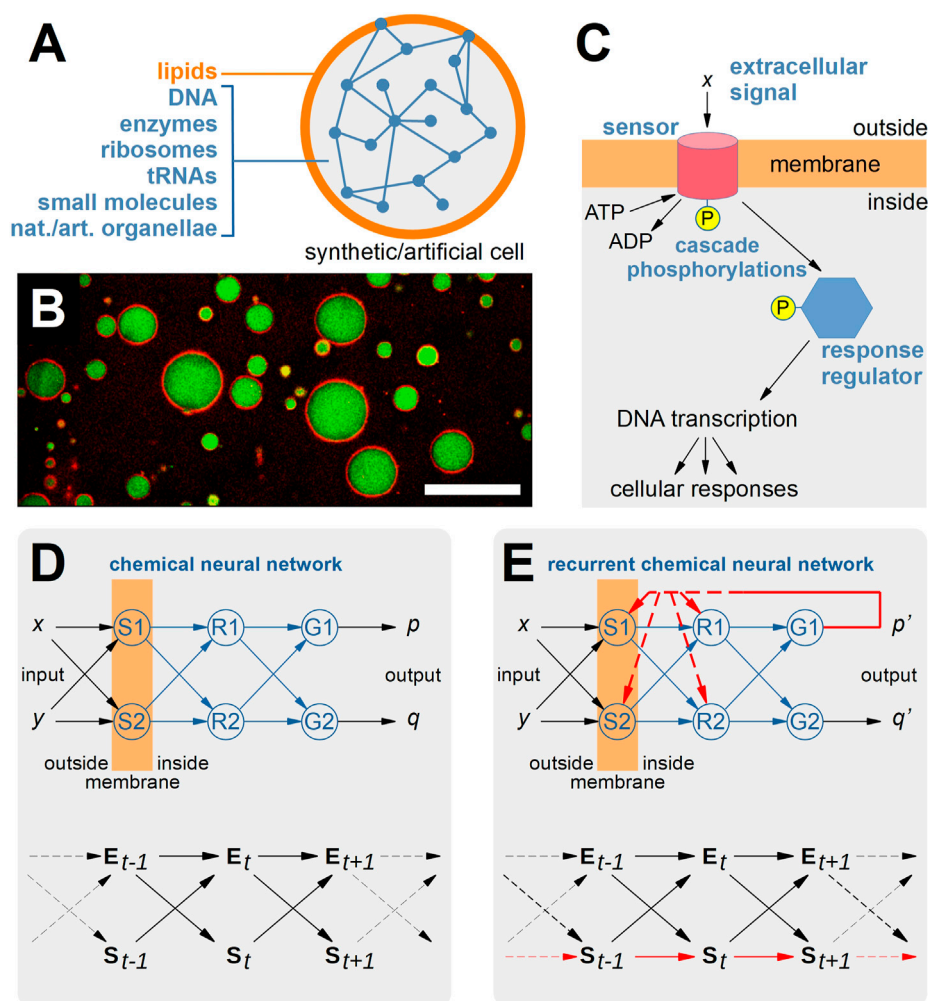 A
lipids
DNA
enzymes
ribosomes
tRNAs
small molecules
nat./art. organellae
synthetic/artificial cell
B
C
x
extracellular
signal
sensor
outside
membrane
inside
ATP
ADP
P
cascade
phosphorylations
P
response
regulator
DNA transcription
cellular responses
D
chemical neural network
x
S1
R1
G1
p
input
output
y
S2
R2
G2
q
outside
inside
membrane
E t-1
E t
E t+1
S t-1
S t
S t+1
E
recurrent chemical neural network
x
S1
R1
G1
p’
input
output
y
S2
R2
G2
q’
outside
inside
membrane
E t-1
E t
E t+1
S t-1
S t
S t+1